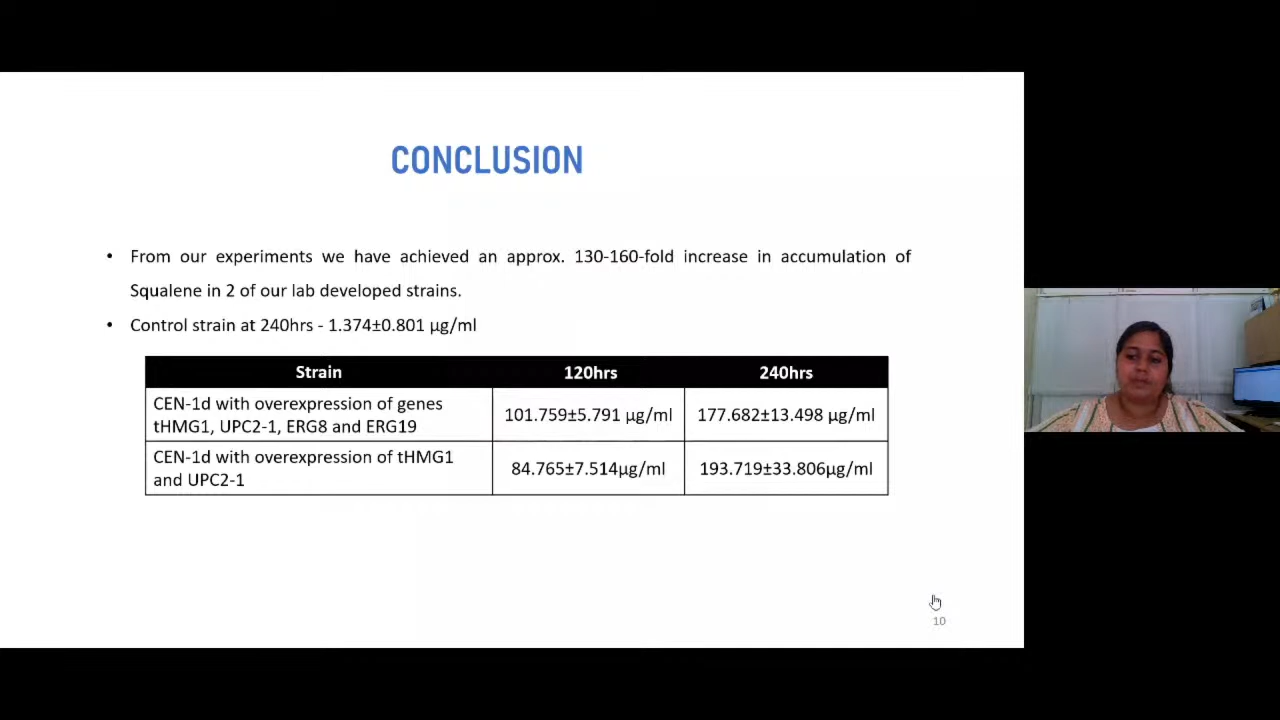 CONCLUSION
• From our experiments we have achieved an approx. 130-160-fold increase in accumulation of
Squalene in 2 of our lab developed strains.
• Control strain at 240hrs - 1.374±0.801 µg/ml
Strain 120hrs 240hrs
CEN-1d with overexpression of genes
tHMG1, UPC2-1, ERG8 and ERG19
101.759±5.791 µg/ml 177.682±13.498 µg/ml
CEN-1d with overexpression of tHMG1
and UPC2-1
84.765±7.514µg/ml 193.719±33.806µg/ml
10